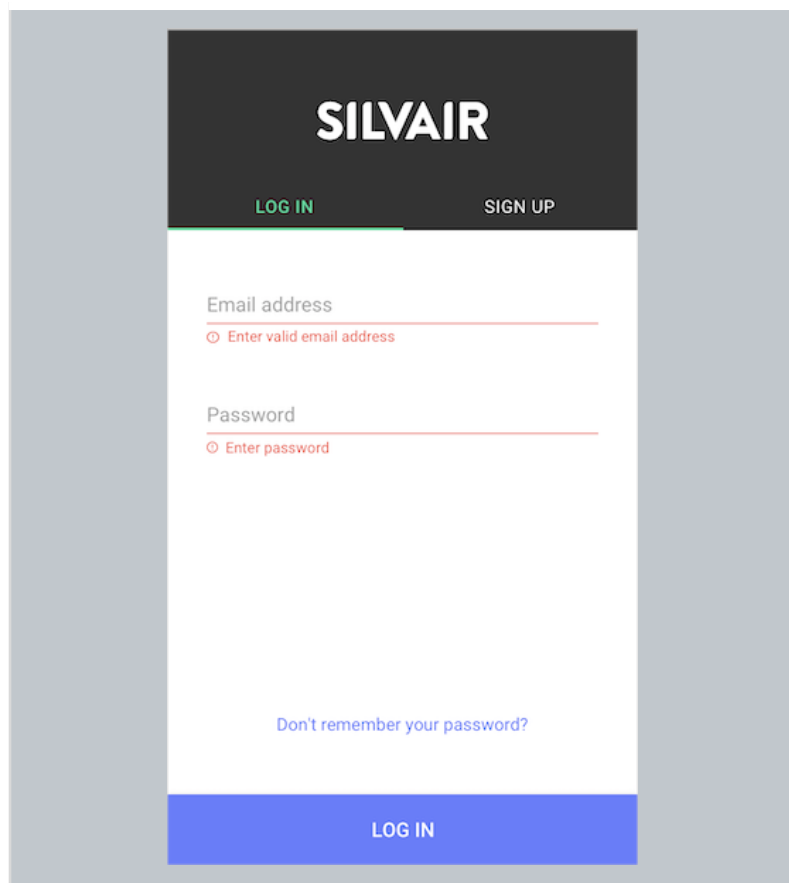 SILVAIR
LOG IN SIGN UP
Email address
Enter valid email address
Password
Enter password
Don't remember your password?
LOG IN